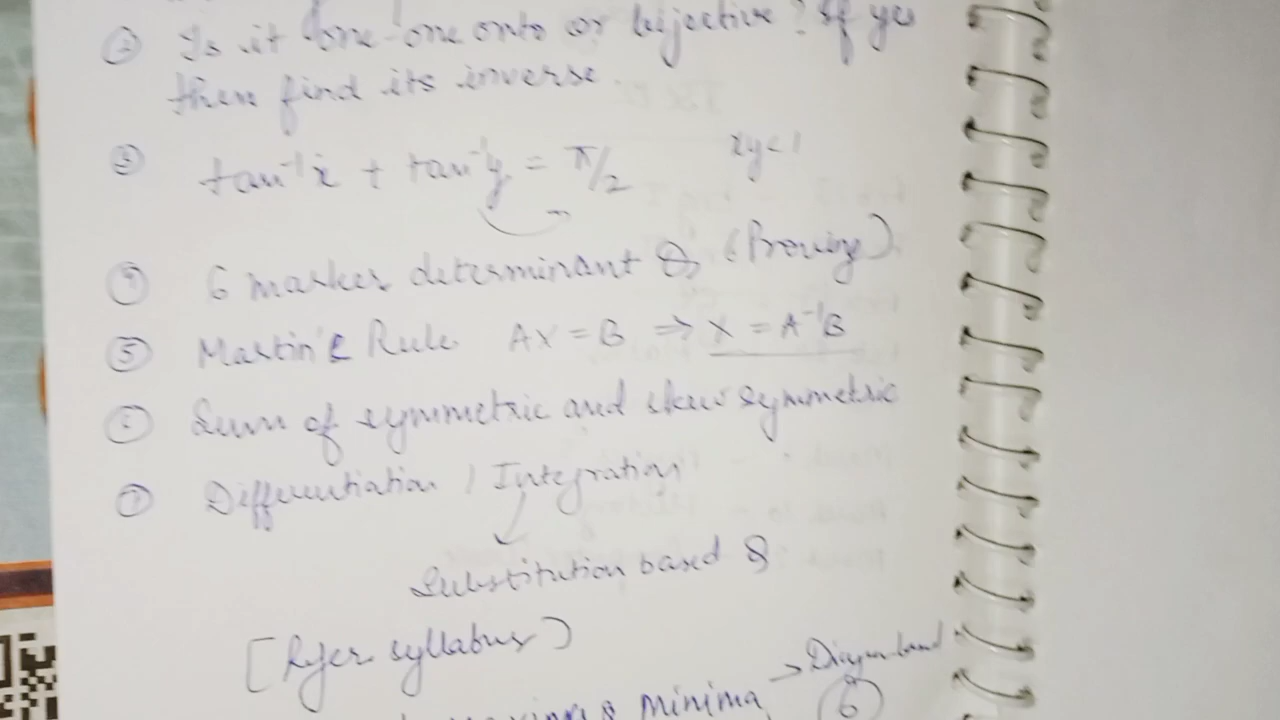 ② Is it one-one onto or bijective? If yes
then find its inverse.
③ tan⁻¹x + tan⁻¹y = π/2 xy<1
④ 6 marker determinant Q (Proving)
⑤ Martin's Rule AX = B ⇒ X = A⁻¹B
⑥ Sum of symmetric and skew symmetric
⑦ Differentiation / Integration
↓
Substitution based Q
[Refer syllabus]
& minima → Diagram based
⑥